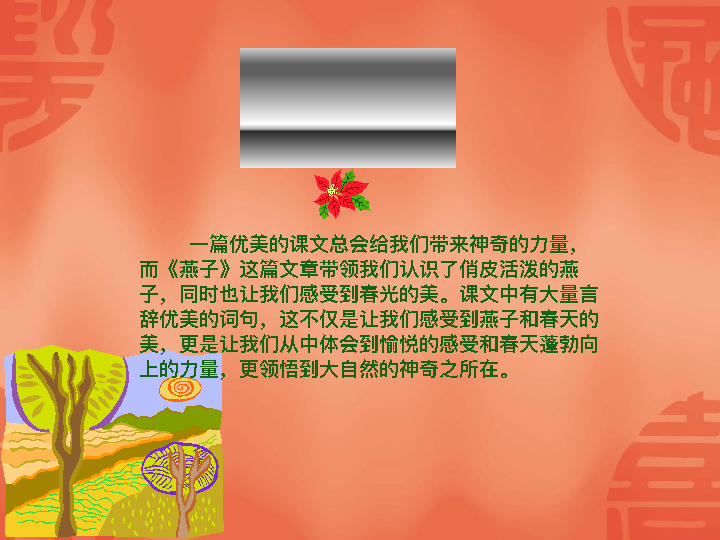 一篇优美的课文总会给我们带来神奇的力量，
而《燕子》这篇文章带领我们认识了俏皮活泼的燕
子，同时也让我们感受到春光的美。课文中有大量言
辞优美的词句，这不仅是让我们感受到燕子和春天的
美，更是让我们从中体会到愉悦的感受和春天蓬勃向
上的力量，更领悟到大自然的神奇之所在。